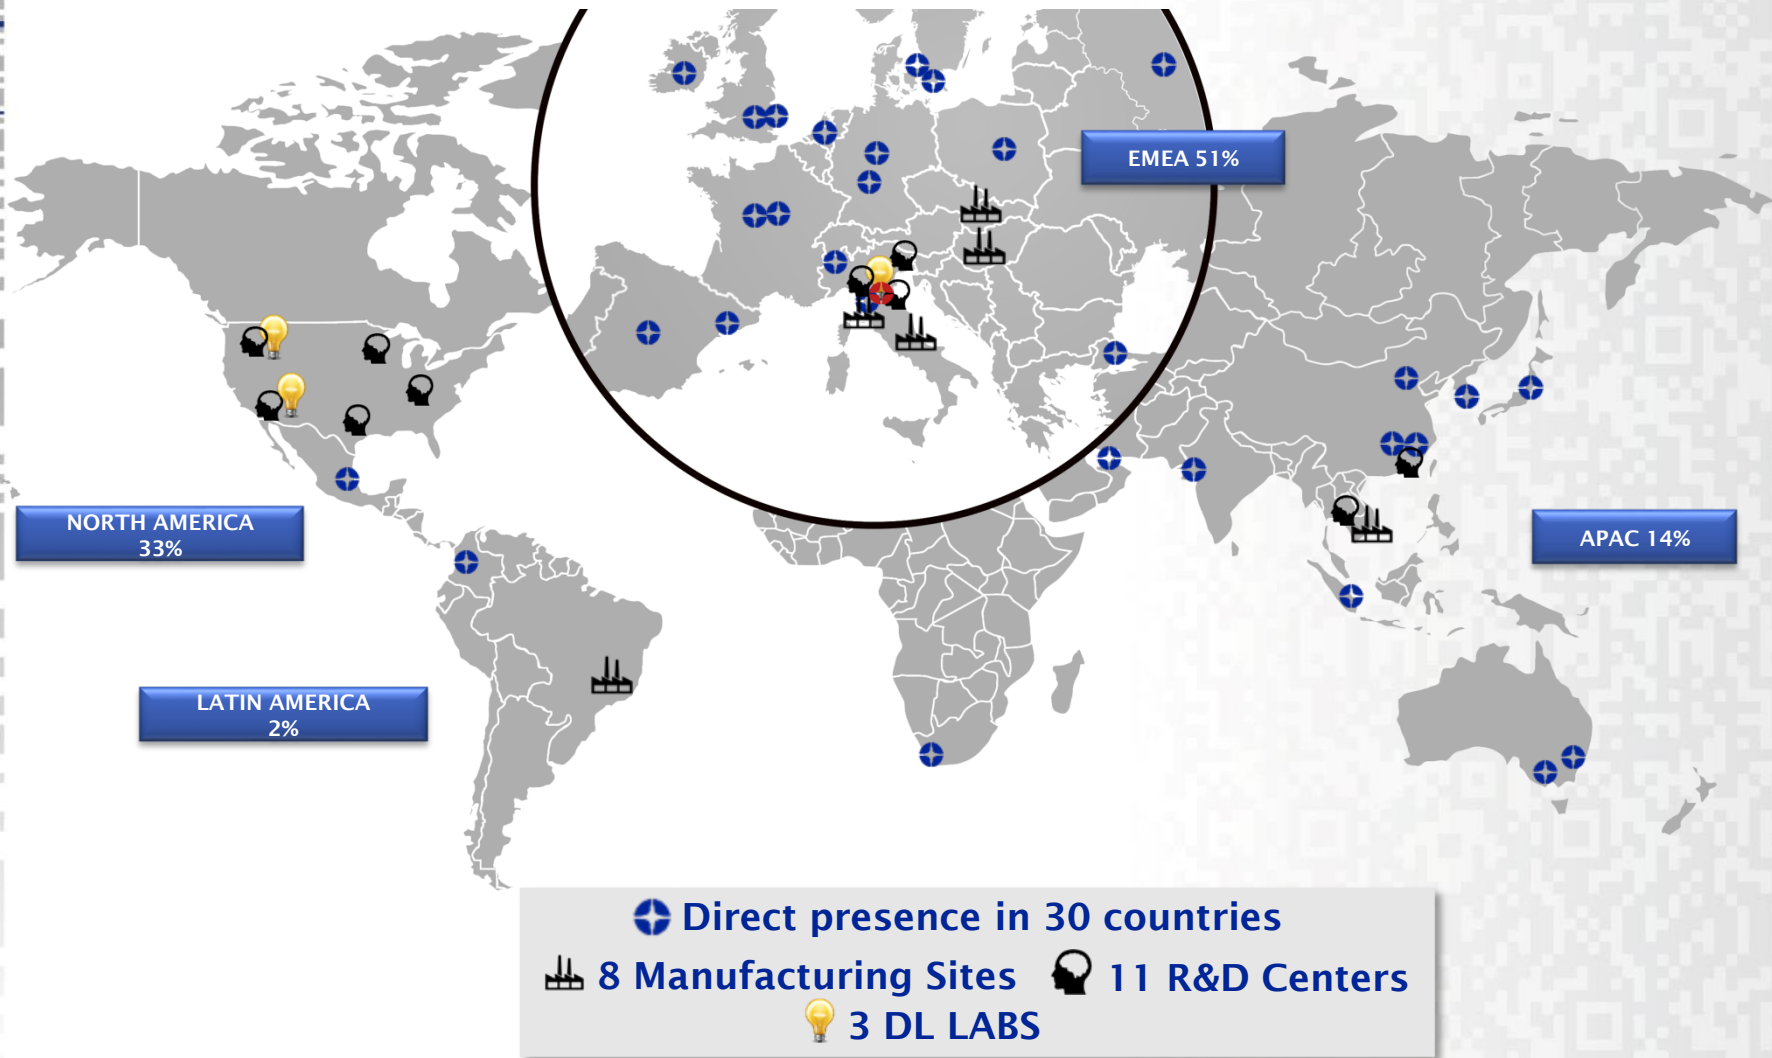 EMEA 51%
NORTH AMERICA
33%
APAC 14%
LATIN AMERICA
2%
Direct presence in 30 countries
8 Manufacturing Sites 11 R&D Centers
3 DL LABS